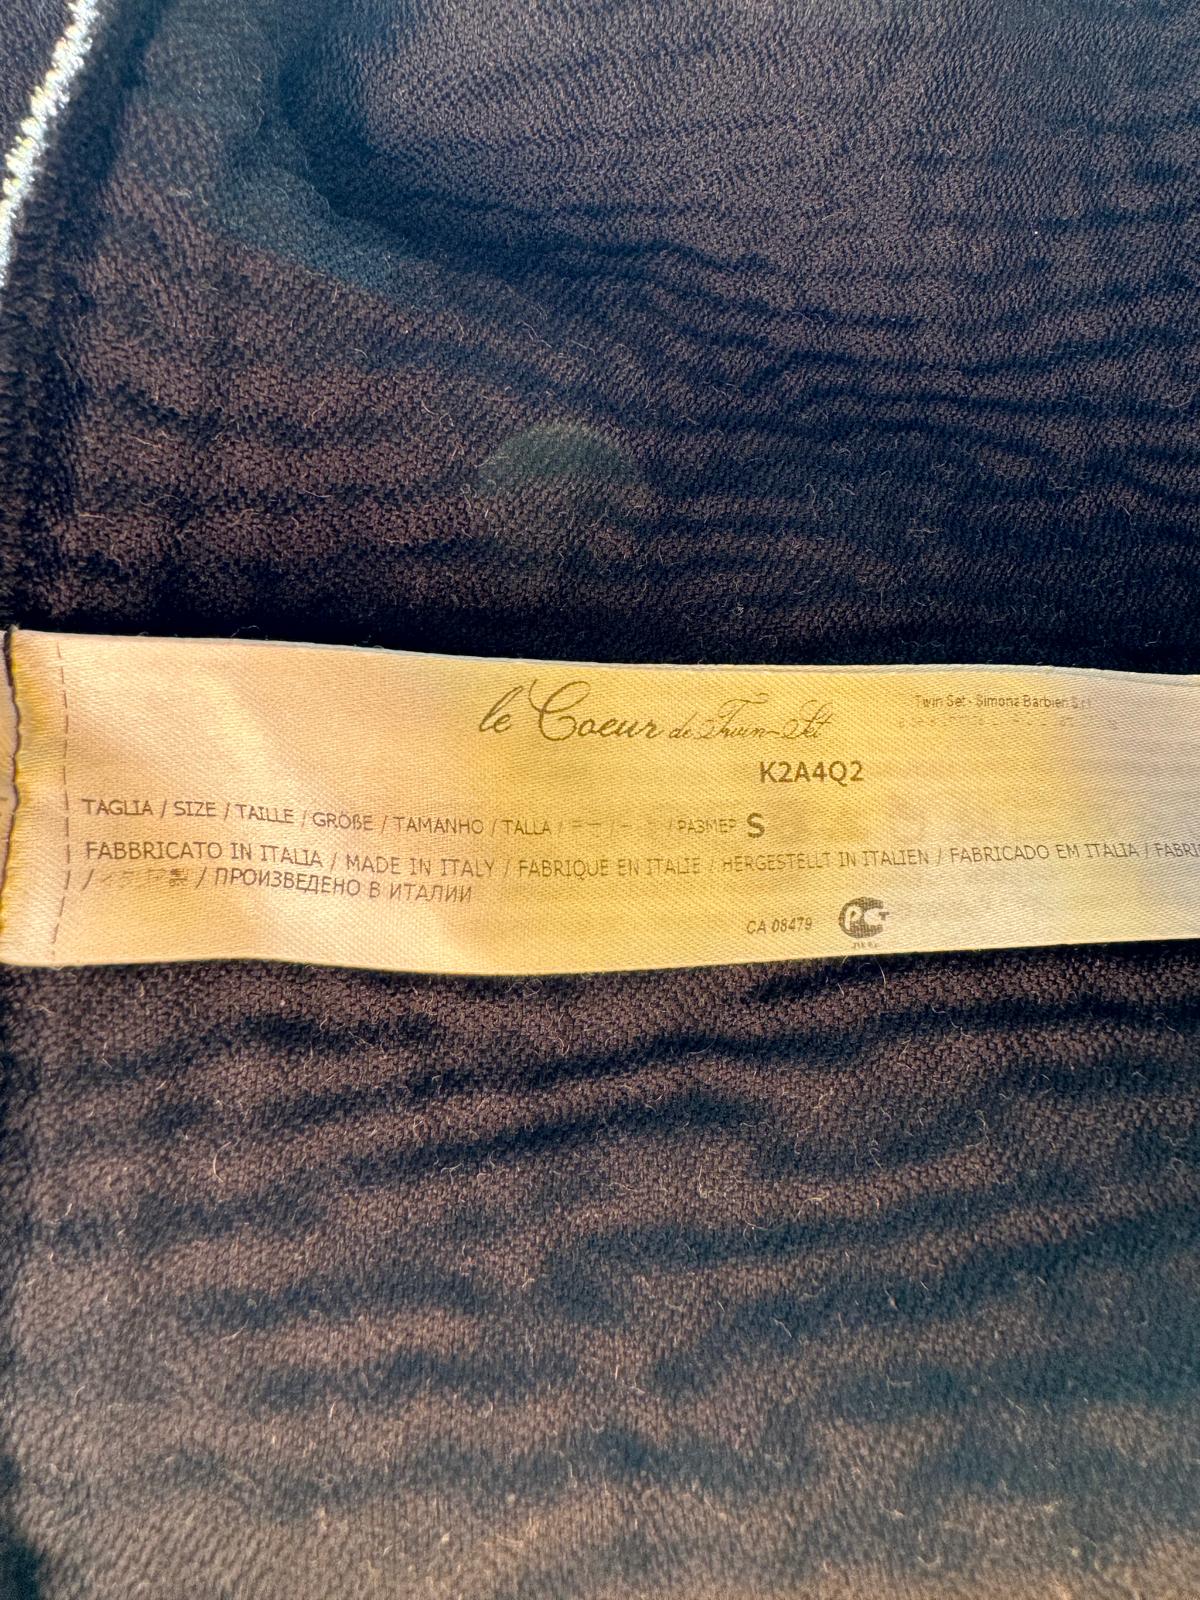 le Coeur de Twin-Set
Twin Set - Simona Barbieri S.r.l
K2A4Q2
TAGLIA / SIZE / TAILLE / GRÖßE / TAMANHO / TALLA / / РАЗМЕР S
FABBRICATO IN ITALIA / MADE IN ITALY / FABRIQUE EN ITALIE / HERGESTELLT IN ITALIEN / FABRICADO EM ITALIA / FABRI
/ / ПРОИЗВЕДЕНО В ИТАЛИИ
CA 08479